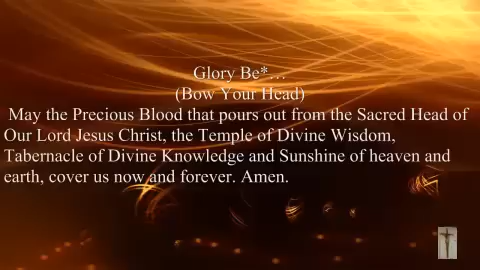 Glory Be*…
(Bow Your Head)
May the Precious Blood that pours out from the Sacred Head of
Our Lord Jesus Christ, the Temple of Divine Wisdom,
Tabernacle of Divine Knowledge and Sunshine of heaven and
earth, cover us now and forever. Amen.